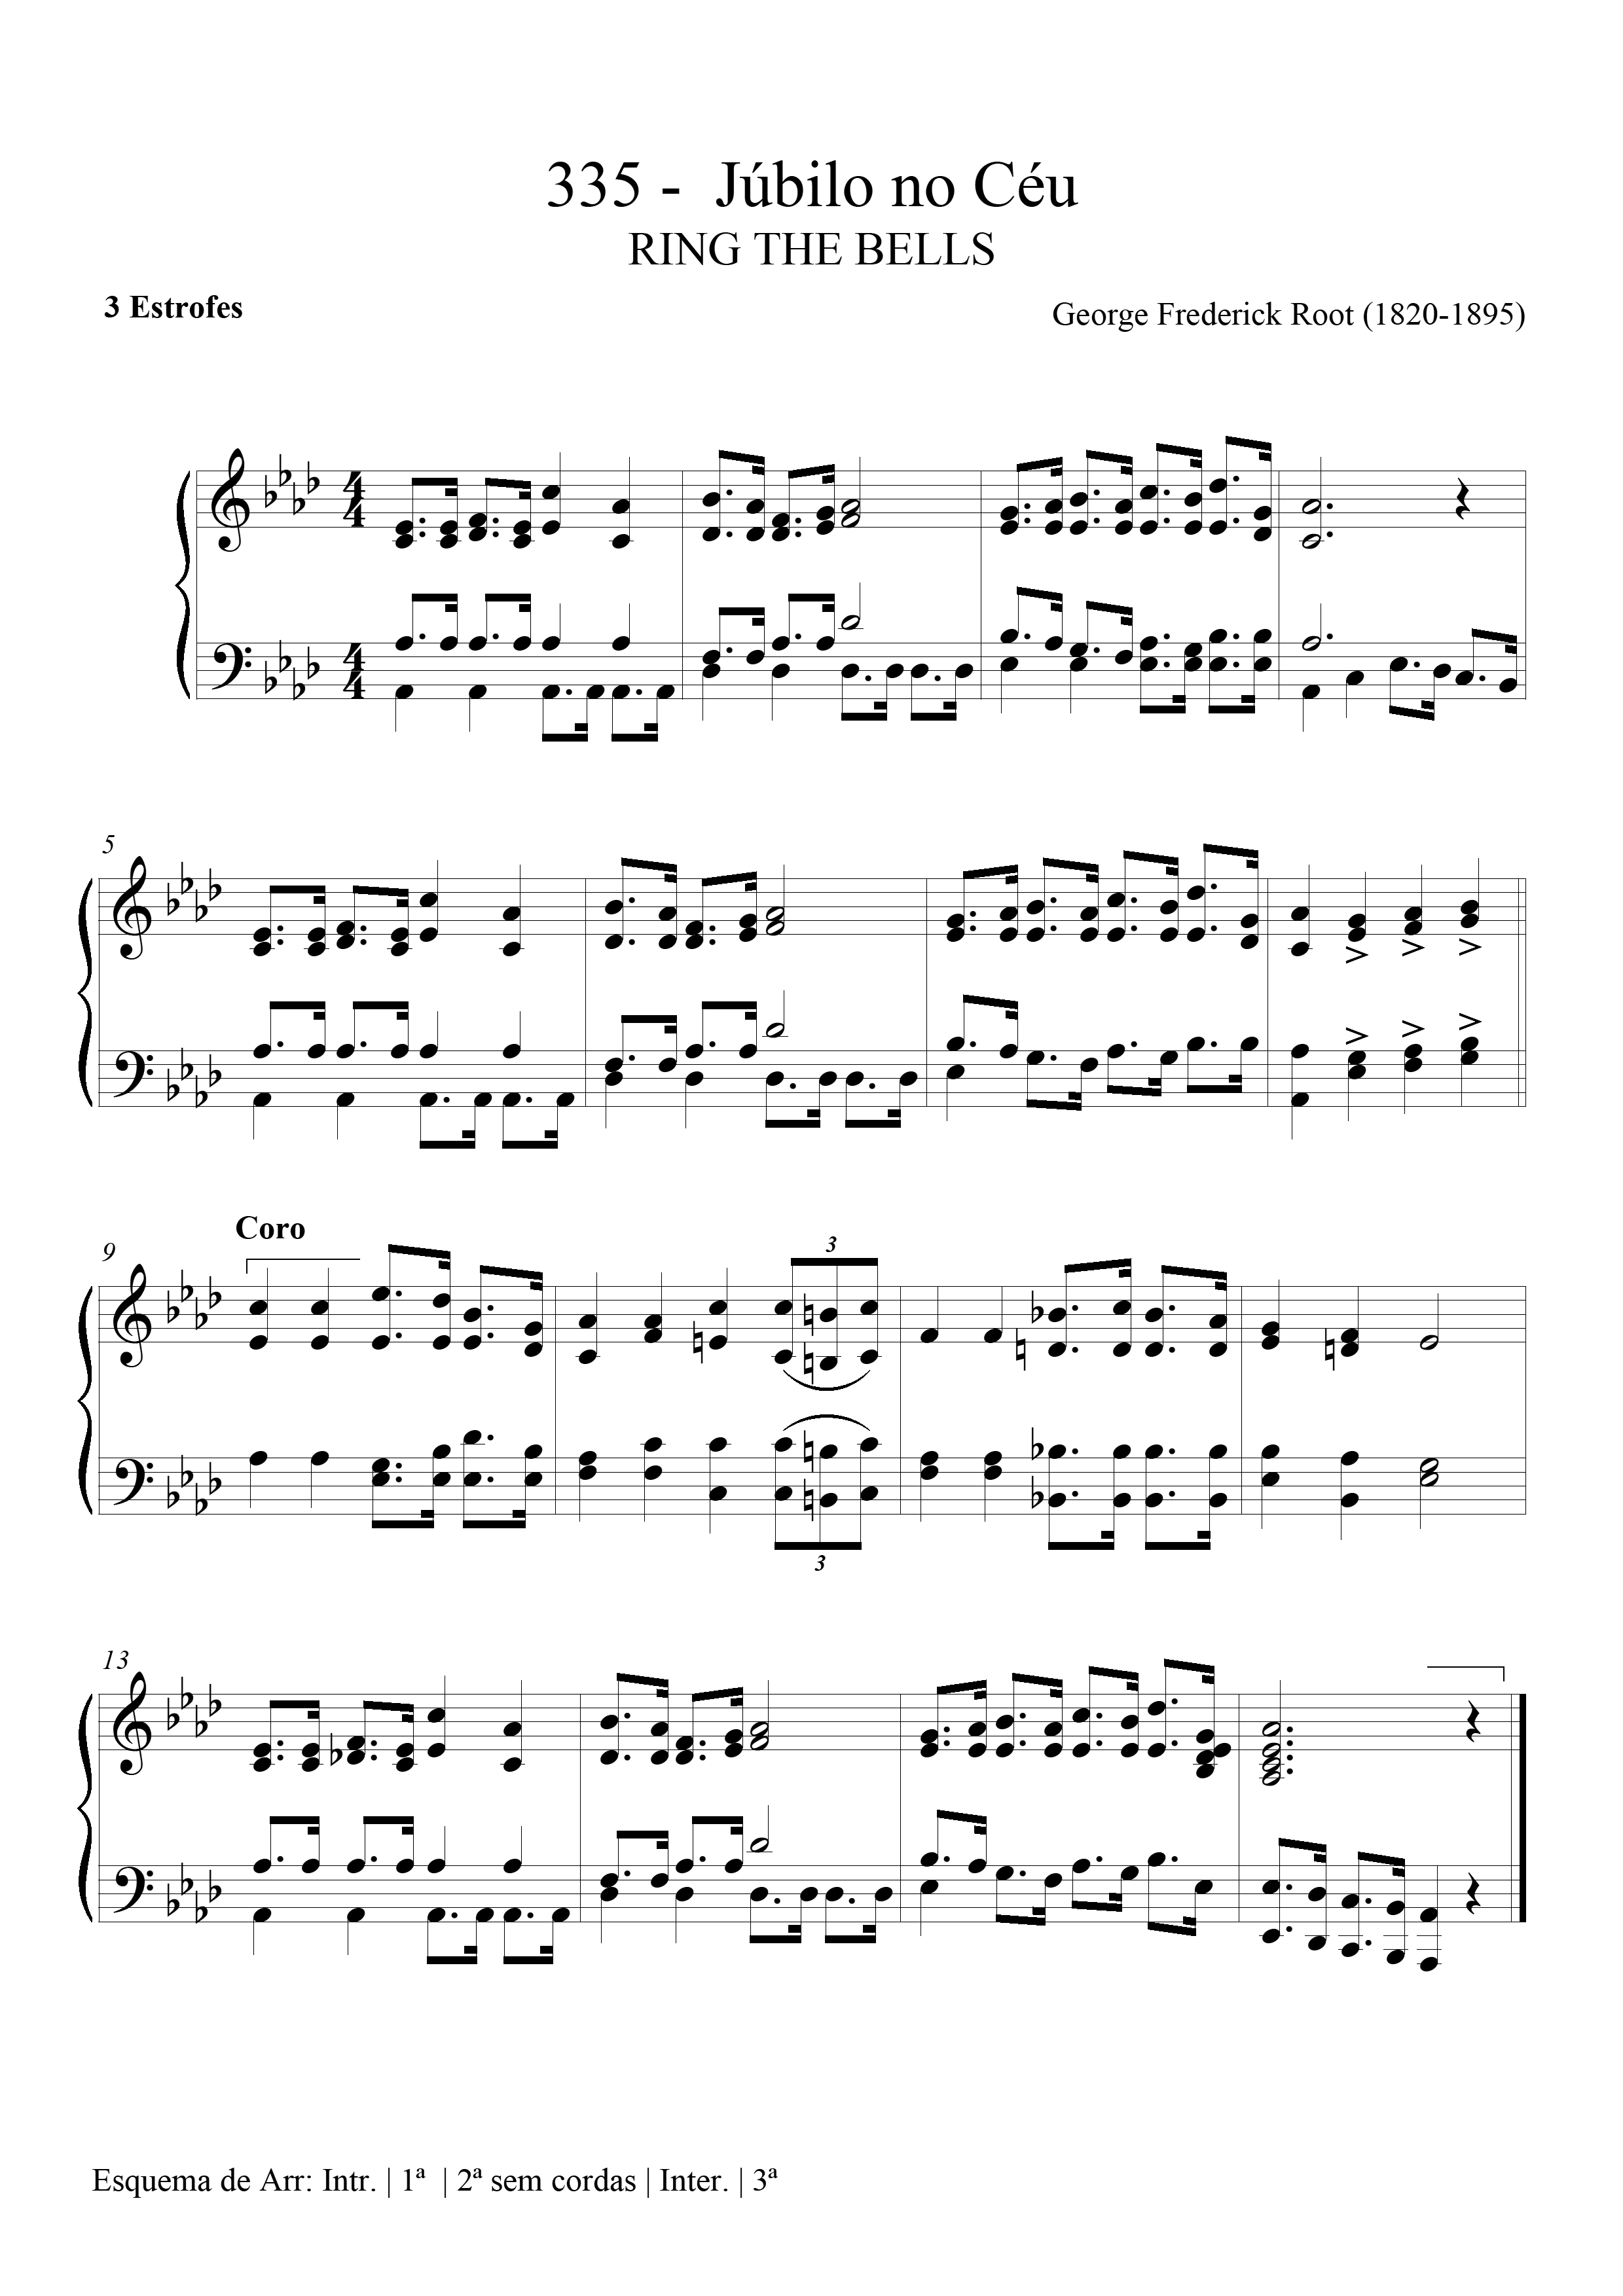 335 - Júbilo no Céu
RING THE BELLS
3 Estrofes
George Frederick Root (1820-1895)
5
Coro
9
3
3
13
Esquema de Arr: Intr. | 1ª | 2ª sem cordas | Inter. | 3ª